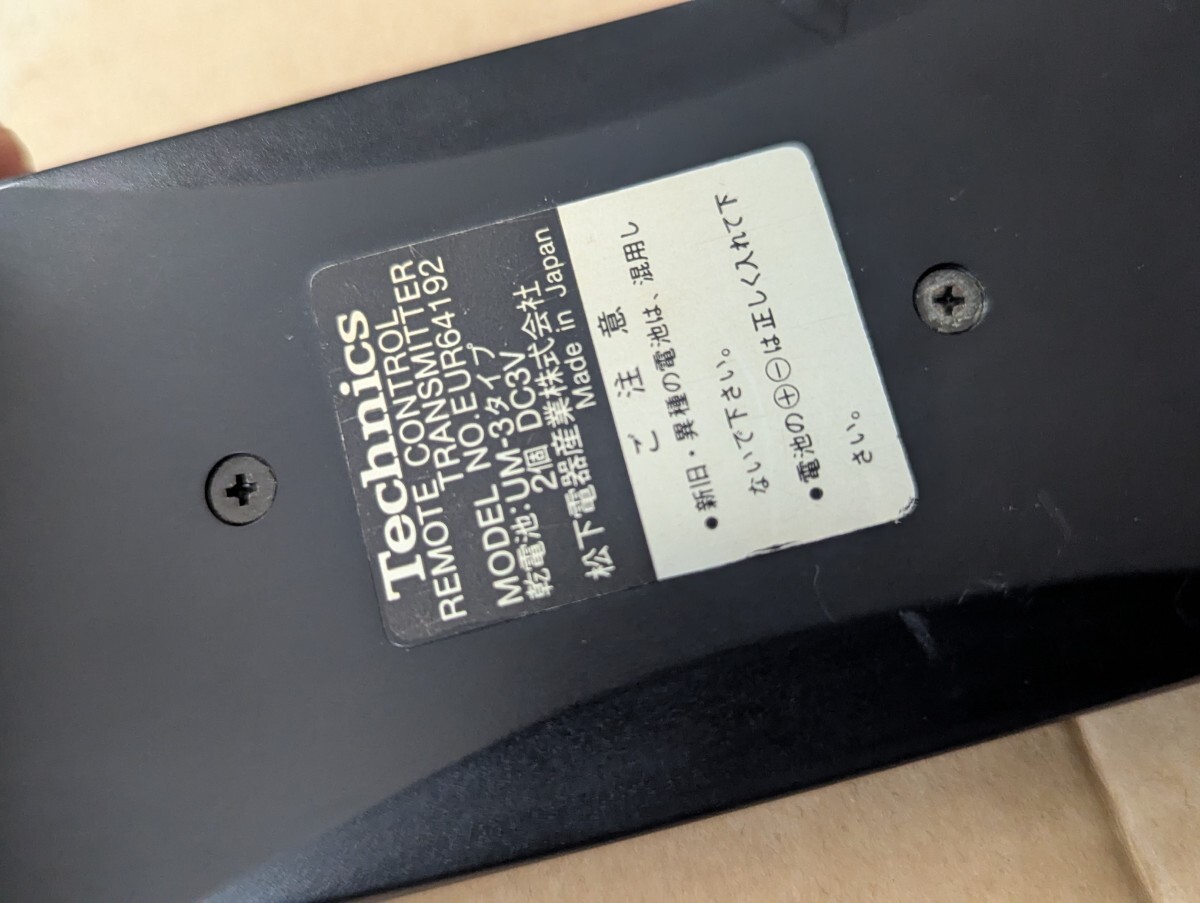 Technics
REMOTE CONTROL
TRANSMITTER
MODEL NO.EUR64192
乾電池:UM-3タイプ
2個 DC3V
松下電器産業株式会社
Made in Japan
ご注意
●新旧・異種の電池は、混用し
ないで下さい。
●電池の⊕⊖は正しく入れて下
さい。